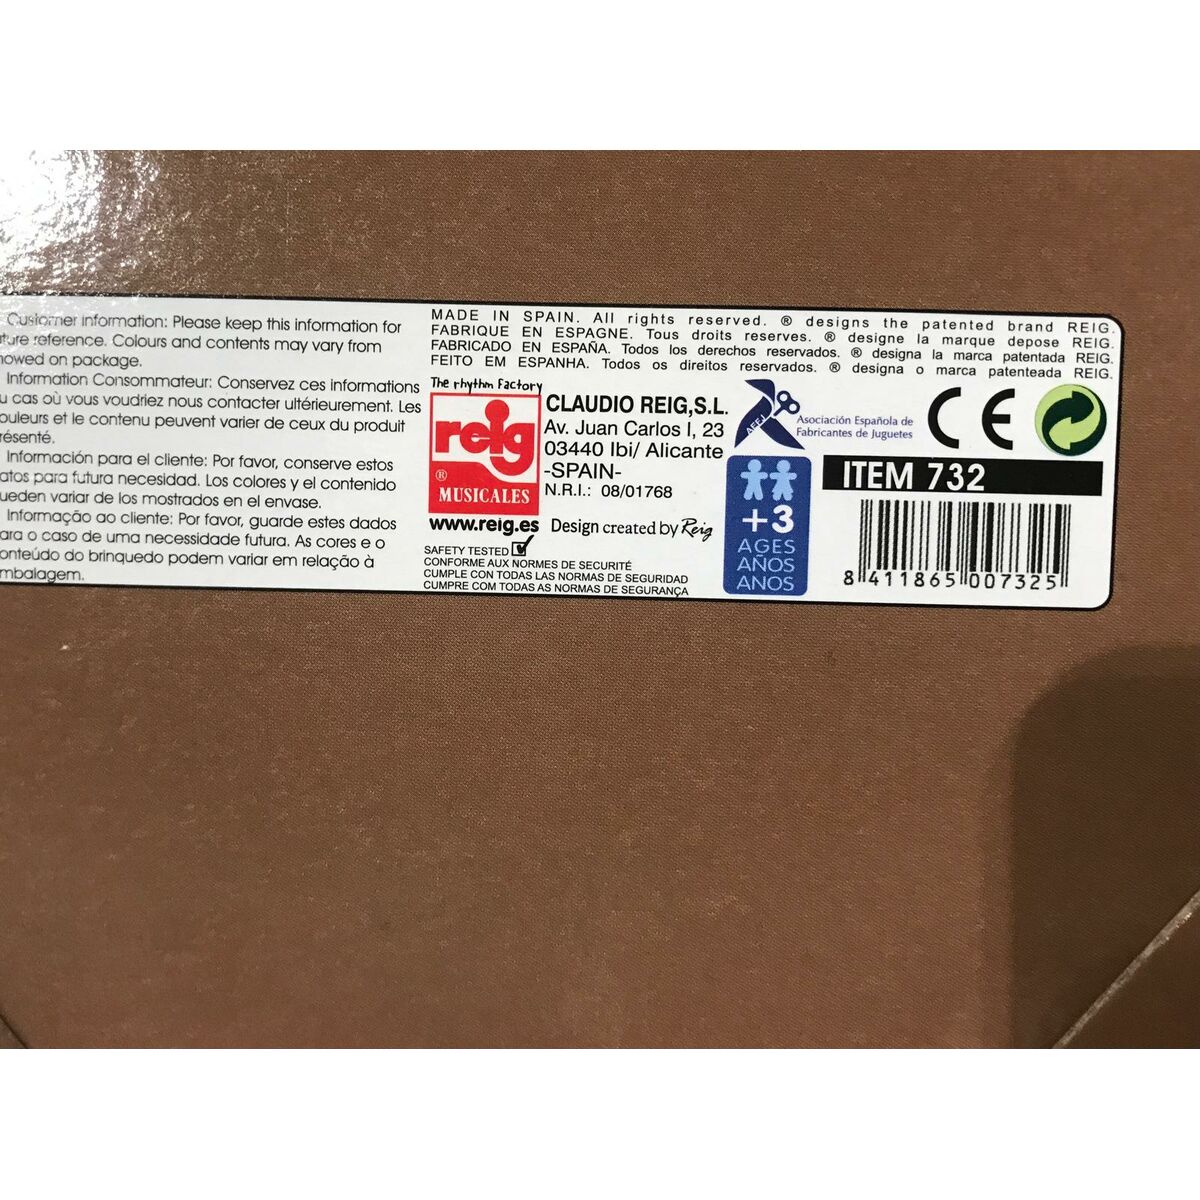 Customer information: Please keep this information for
reference. Colours and contents may vary from
on package.
Information Consommateur: Conservez ces informations
cas où vous voudriez nous contacter ultérieurement. Les
et le contenu peuvent varier de ceux du produit
Información para el cliente: Por favor, conserve estos
para futura necesidad. Los colores y el contenido
variar de los mostrados en el envase.
Informação ao cliente: Por favor, guarde estes dados
o caso de uma necessidade futura. As cores e o
do brinquedo podem variar em relação à
MADE IN SPAIN. All rights reserved. ® designs the patented brand REIG.
FABRIQUE EN ESPAGNE. Tous droits reserves. ® designe la marque depose REIG.
FABRICADO EN ESPAÑA. Todos los derechos reservados. ® designa la marca patentada REIG.
FEITO EM ESPANHA. Todos os direitos reservados. ® designa o marca patenteada REIG.
The rhythm Factory
reig
®
MUSICALES
www.reig.es
CLAUDIO REIG,S.L.
Av. Juan Carlos I, 23
03440 Ibi/ Alicante
-SPAIN-
N.R.I.: 08/01768
Design created by Reig
SAFETY TESTED
CONFORME AUX NORMES DE SECURITÉ
CUMPLE CON TODAS LAS NORMAS DE SEGURIDAD
CUMPRE COM TODAS AS NORMAS DE SEGURANÇA
AEFJ
Asociación Española de
Fabricantes de Juguetes
+3
AGES
AÑOS
ANOS
CE
ITEM 732
8 411865 007325